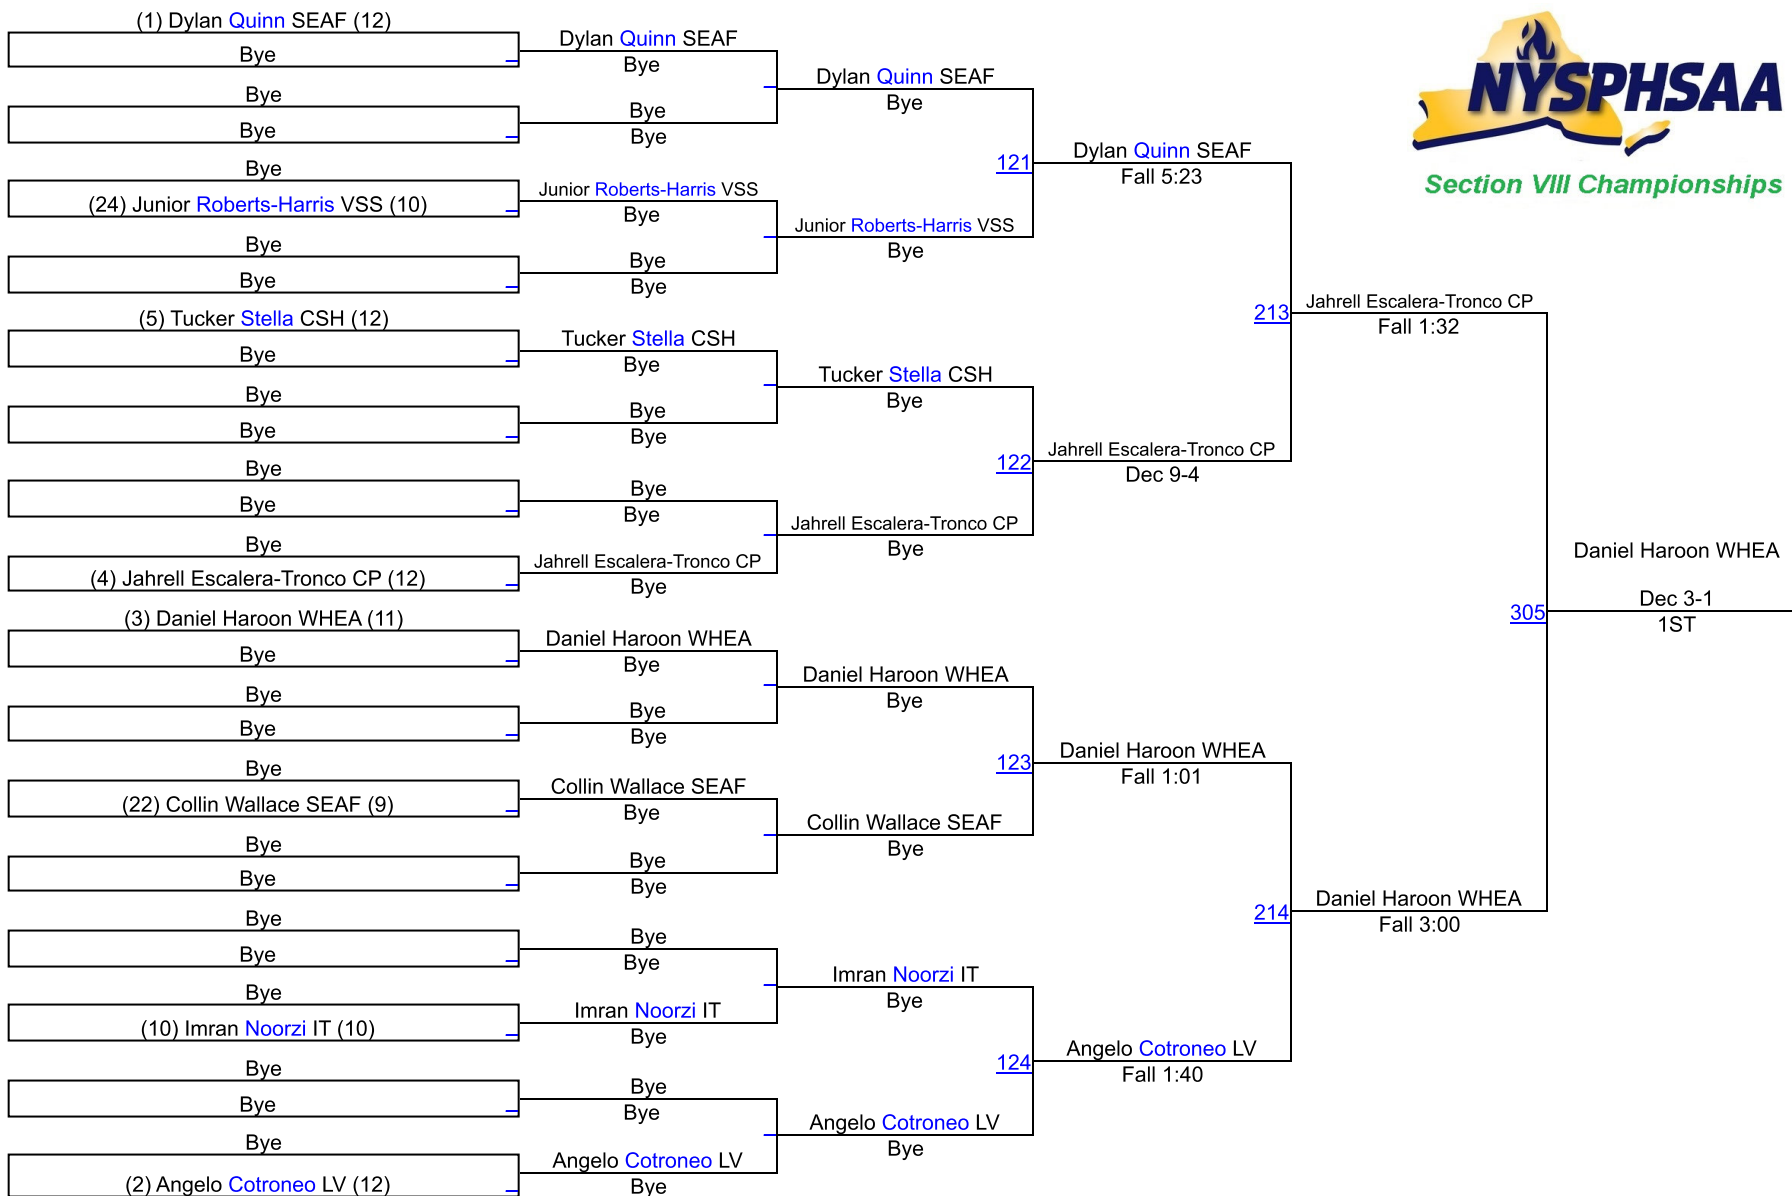 (1) Dylan Quinn SEAF (12)
Bye
Bye
Bye
Bye
(24) Junior Roberts-Harris VSS (10)
Bye
Bye
(5) Tucker Stella CSH (12)
Bye
Bye
Bye
Bye
Bye
Bye
(4) Jahrell Escalera-Tronco CP (12)
(3) Daniel Haroon WHEA (11)
Bye
Bye
Bye
Bye
(22) Collin Wallace SEAF (9)
Bye
Bye
Bye
Bye
Bye
(10) Imran Noorzi IT (10)
Bye
Bye
Bye
(2) Angelo Cotroneo LV (12)
Dylan Quinn SEAF
Bye
Bye
Bye
Junior Roberts-Harris VSS
Bye
Bye
Bye
Tucker Stella CSH
Bye
Bye
Bye
Bye
Bye
Jahrell Escalera-Tronco CP
Bye
Daniel Haroon WHEA
Bye
Bye
Bye
Collin Wallace SEAF
Bye
Bye
Bye
Bye
Bye
Imran Noorzi IT
Bye
Bye
Bye
Angelo Cotroneo LV
Bye
Dylan Quinn SEAF
Bye
121
Junior Roberts-Harris VSS
Bye
Tucker Stella CSH
Bye
122
Jahrell Escalera-Tronco CP
Bye
Daniel Haroon WHEA
Bye
123
Collin Wallace SEAF
Bye
Imran Noorzi IT
Bye
124
Angelo Cotroneo LV
Bye
Dylan Quinn SEAF
Fall 5:23
213
Jahrell Escalera-Tronco CP
Dec 9-4
Daniel Haroon WHEA
Fall 1:01
214
Angelo Cotroneo LV
Fall 1:40
Jahrell Escalera-Tronco CP
Fall 1:32
305
Daniel Haroon WHEA
Fall 3:00
Daniel Haroon WHEA
Dec 3-1
1ST
NYSPHSAA
Section VIII Championships